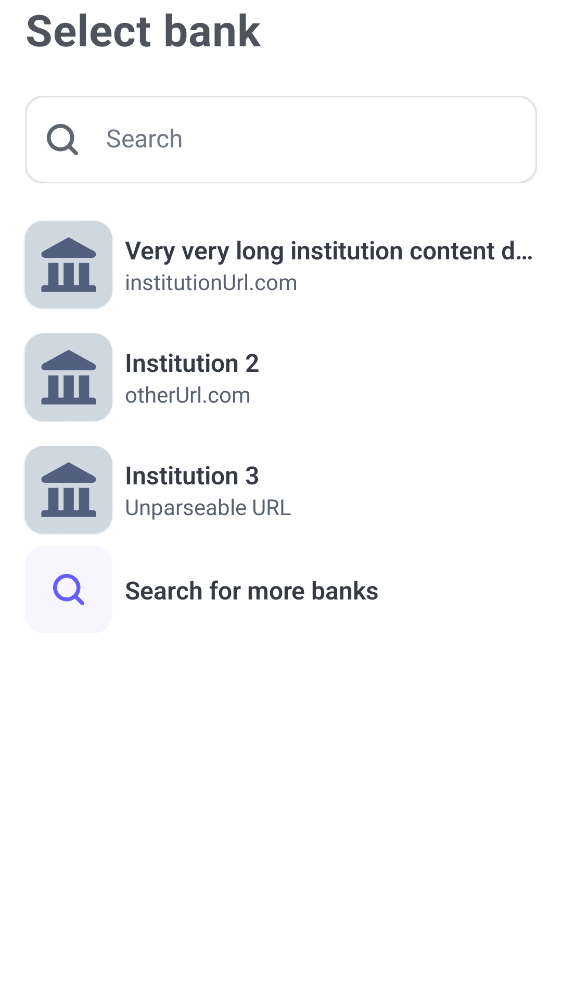 Select bank
Search
Very very long institution content d...
institutionUrl.com
Institution 2
otherUrl.com
Institution 3
Unparseable URL
Search for more banks